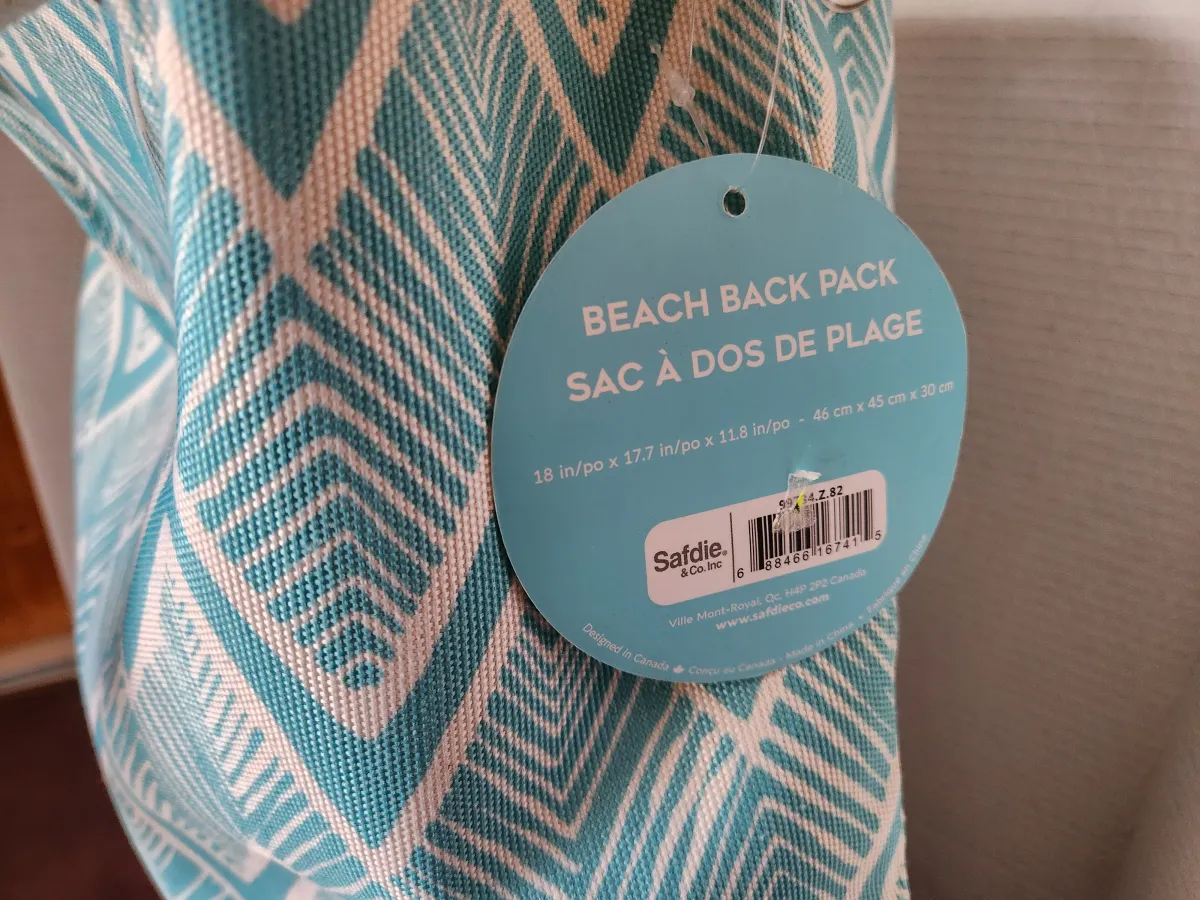 BEACH BACK PACK
SAC À DOS DE PLAGE
18 in/po x 17.7 in/po x 11.8 in/po - 46 cm x 45 cm x 30 cm
Safdie®
& Co. Inc
6 88466 16741 5
Ville Mont-Royal, Qc, H4P 2P2 Canada
www.safdieco.com
Designed in Canada Conçu au Canada - Made in China • Fabriqué en Chine